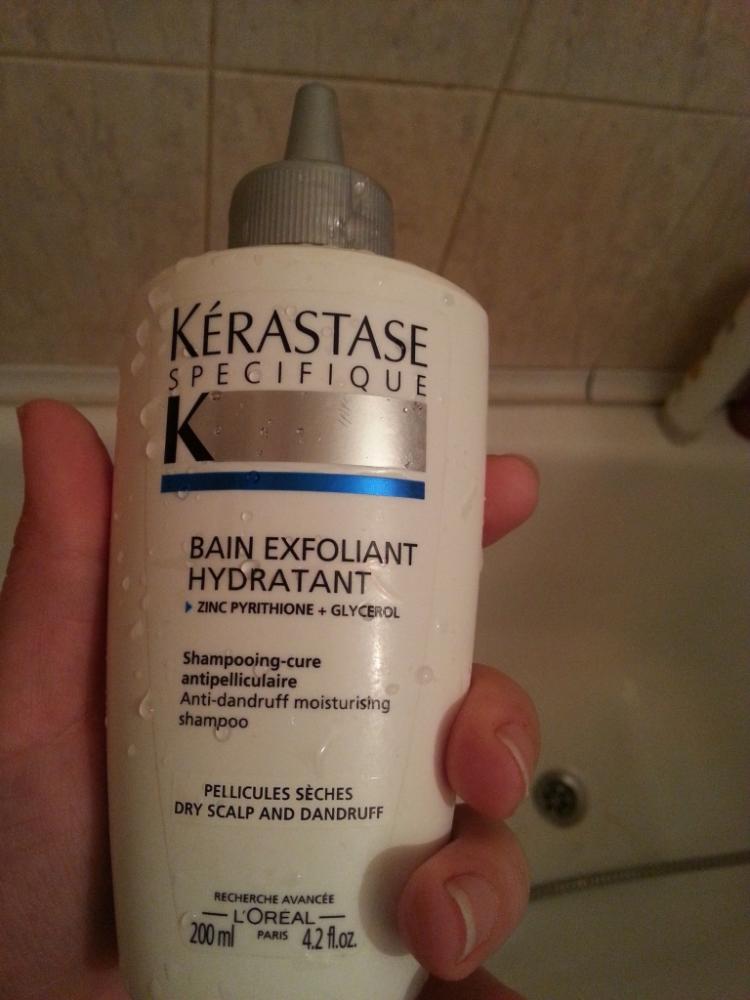 KÉRASTASE
SPECIFIQUE
K
BAIN EXFOLIANT
HYDRATANT
ZINC PYRITHIONE + GLYCEROL
Shampooing-cure
antipelliculaire
Anti-dandruff moisturising
shampoo
PELLICULES SÈCHES
DRY SCALP AND DANDRUFF
RECHERCHE AVANCÉE
L'ORÉAL
200 ml PARIS 4.2 fl.oz.